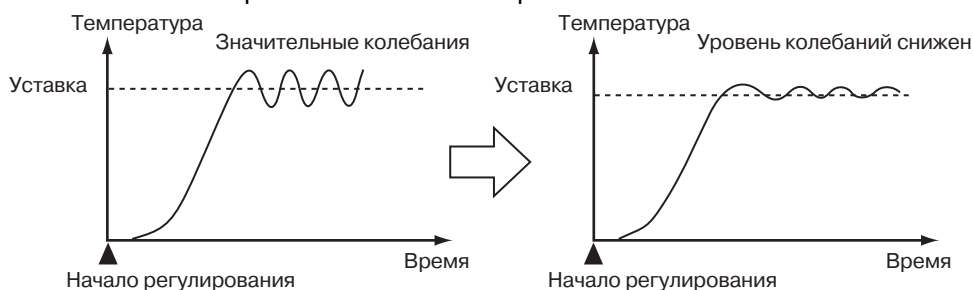 Температура
Значительные колебания
Уставка
Время
Начало регулирования
Температура
Уровень колебаний снижен
Уставка
Время
Начало регулирования